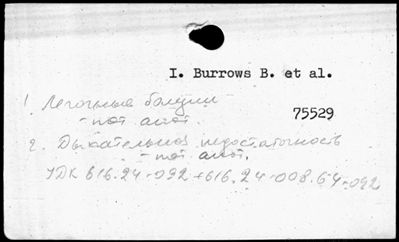 I. Burrows B. et al.
1. Легочные болезни
- пат. анат.
75529
2. Дыхательная недостаточность
- пат. анат.
УДК 616.24-092+616.24-008.64-092